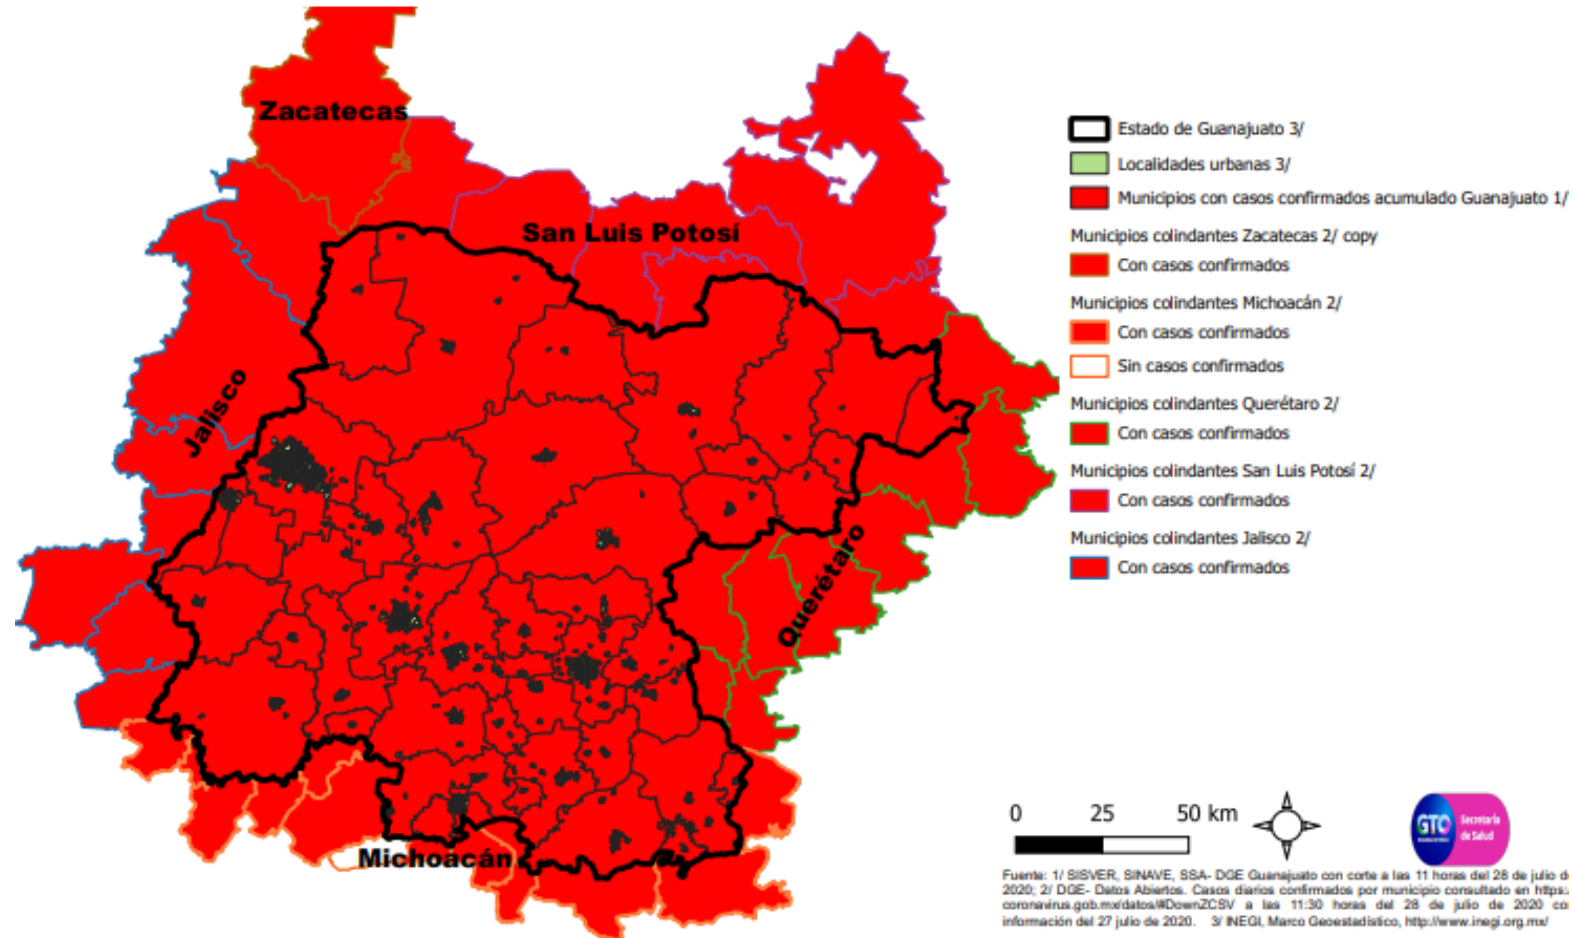 Zacatecas
San Luis Potosí
Jalisco
Querétaro
Michoacán
Estado de Guanajuato 3/
Localidades urbanas 3/
Municipios con casos confirmados acumulado Guanajuato 1/
Municipios colindantes Zacatecas 2/ copy
Con casos confirmados
Municipios colindantes Michoacán 2/
Con casos confirmados
Sin casos confirmados
Municipios colindantes Querétaro 2/
Con casos confirmados
Municipios colindantes San Luis Potosí 2/
Con casos confirmados
Municipios colindantes Jalisco 2/
Con casos confirmados
0 25 50 km
GTO
Secretaría
de Salud
Fuente: 1/ SISVER, SINAVE, SSA- DGE Guanajuato con corte a las 11 horas del 28 de julio d
2020; 2/ DGE- Datos Abiertos. Casos diarios confirmados por municipio consultado en https:
coronavirus.gob.mx/datos/#DownZCSV a las 11:30 horas del 28 de julio de 2020 co
información del 27 julio de 2020. 3/ INEGI, Marco Geoestadístico, http://www.inegi.org.mx/